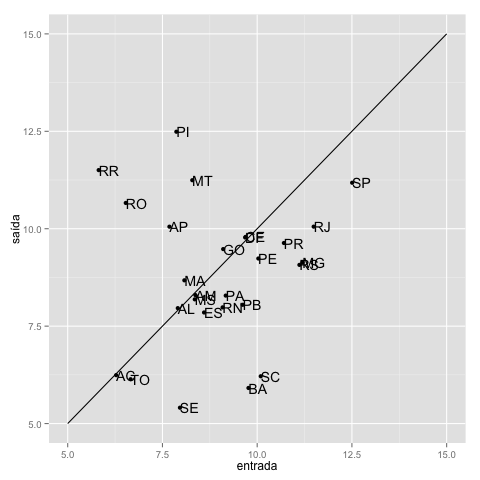 15.0
PI
12.5
RR
MT
SP
RO
AP
RJ
10.0
CE
DF
PR
GO
PE
MG
RS
MA
AM
MS
PA
PB
AL
RN
ES
7.5
AC
TO
SC
BA
SE
5.0
5.0 7.5 10.0 12.5 15.0
entrada
saída